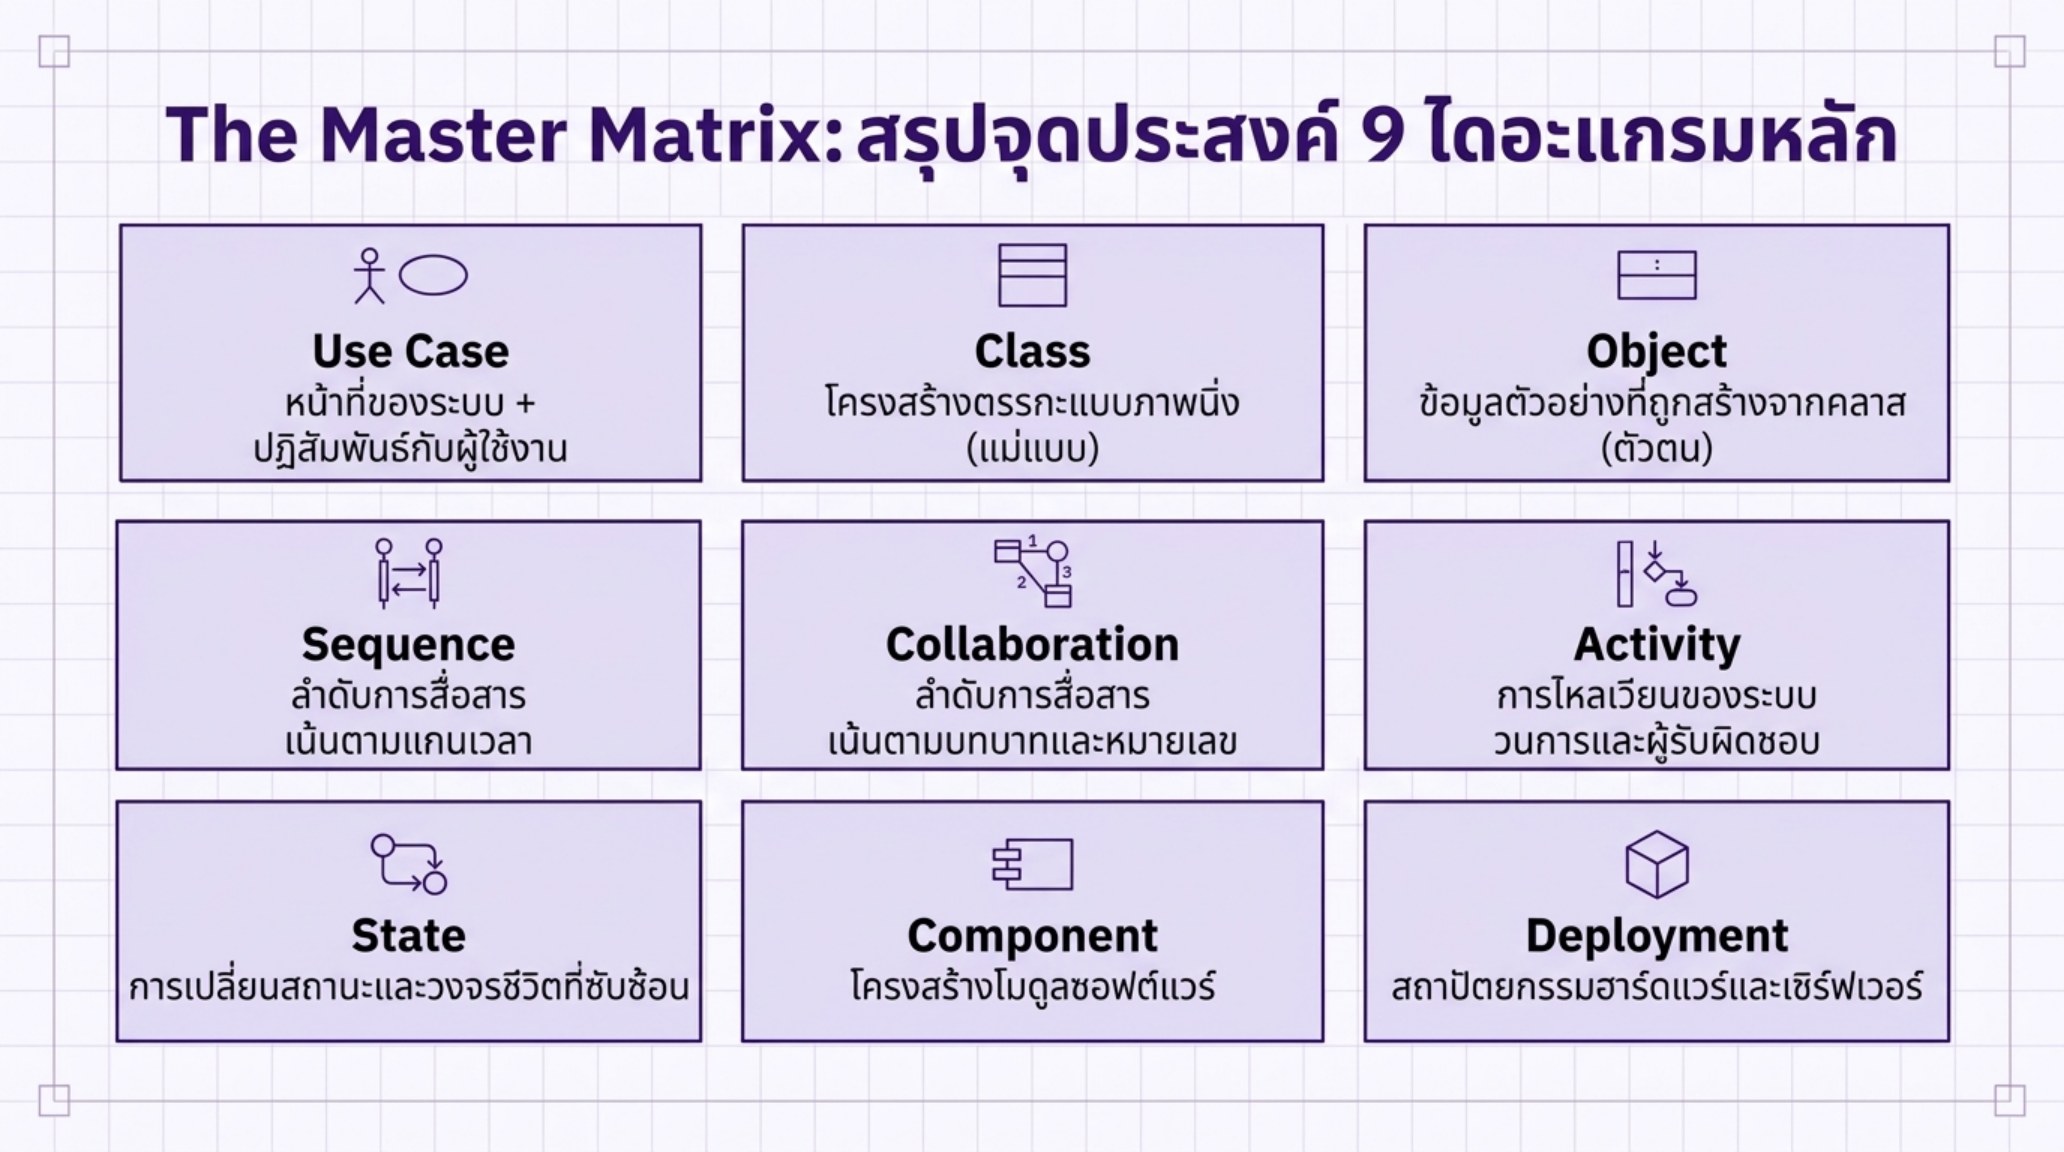 The Master Matrix: สรุปจุดประสงค์ 9 ไดอะแกรมหลัก
Use Case
หน้าที่ของระบบ +
ปฏิสัมพันธ์กับผู้ใช้งาน
Class
โครงสร้างตรรกะแบบภาพนิ่ง
(แม่แบบ)
:
Object
ข้อมูลตัวอย่างที่ถูกสร้างจากคลาส
(ตัวตน)
Sequence
ลำดับการสื่อสาร
เน้นตามแกนเวลา
1
2
3
Collaboration
ลำดับการสื่อสาร
เน้นตามบทบาทและหมายเลข
Activity
การไหลเวียนของระบบ
วนการและผู้รับผิดชอบ
State
การเปลี่ยนสถานะและวงจรชีวิตที่ซับซ้อน
Component
โครงสร้างโมดูลซอฟต์แวร์
Deployment
สถาปัตยกรรมฮาร์ดแวร์และเซิร์ฟเวอร์